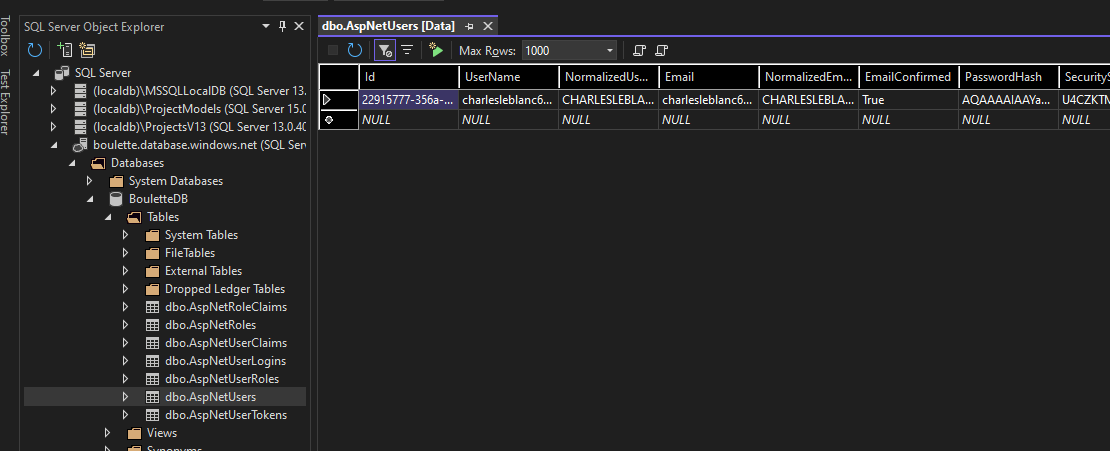 Toolbox
Test Explorer
SQL Server Object Explorer
SQL Server
(localdb)\MSSQLLocalDB (SQL Server 13.
(localdb)\ProjectModels (SQL Server 15.0
(localdb)\ProjectsV13 (SQL Server 13.0.40
boulette.database.windows.net (SQL Serv
Databases
System Databases
BouletteDB
Tables
System Tables
FileTables
External Tables
Dropped Ledger Tables
dbo.AspNetRoleClaims
dbo.AspNetRoles
dbo.AspNetUserClaims
dbo.AspNetUserLogins
dbo.AspNetUserRoles
dbo.AspNetUsers
dbo.AspNetUserTokens
Views
Synonyms
dbo.AspNetUsers [Data]
Max Rows: 1000
Id UserName NormalizedUs... Email NormalizedEm... EmailConfirmed PasswordHash SecurityS
22915777-356a-... charlesleblanc6... CHARLESLEBLA... charlesleblanc6... CHARLESLEBLA... True AQAAAAIAAYa... U4CZKTM
NULL NULL NULL NULL NULL NULL NULL NULL